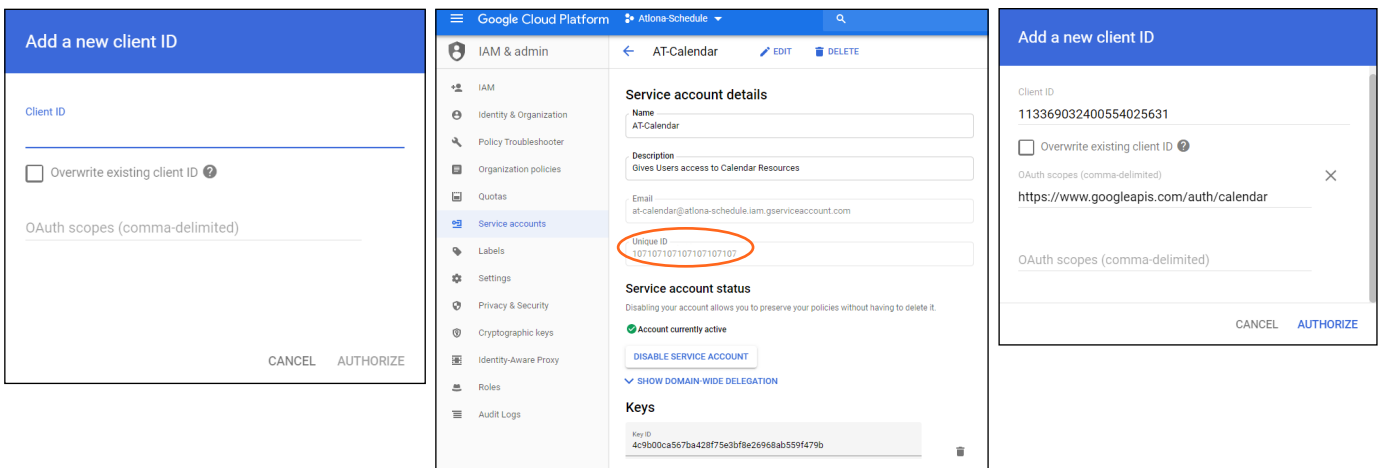 Add a new client ID
Client ID
Overwrite existing client ID ?
OAuth scopes (comma-delimited)
CANCEL AUTHORIZE
Google Cloud Platform Atlona-Schedule
IAM & admin
IAM
Identity & Organization
Policy Troubleshooter
Organization policies
Quotas
Service accounts
Labels
Settings
Privacy & Security
Cryptographic keys
Identity-Aware Proxy
Roles
Audit Logs
AT-Calendar EDIT DELETE
Service account details
Name
AT-Calendar
Description
Gives Users access to Calendar Resources
Email
at-calendar@atlona-schedule.iam.gserviceaccount.com
Unique ID
107107107107107107107
Service account status
Disabling your account allows you to preserve your policies without having to delete it.
Account currently active
DISABLE SERVICE ACCOUNT
SHOW DOMAIN-WIDE DELEGATION
Keys
Key ID
4c9b00ca567ba428f75e3bf8e26968ab559f479b
Add a new client ID
Client ID
113369032400554025631
Overwrite existing client ID ?
OAuth scopes (comma-delimited)
https://www.googleapis.com/auth/calendar
OAuth scopes (comma-delimited)
CANCEL AUTHORIZE